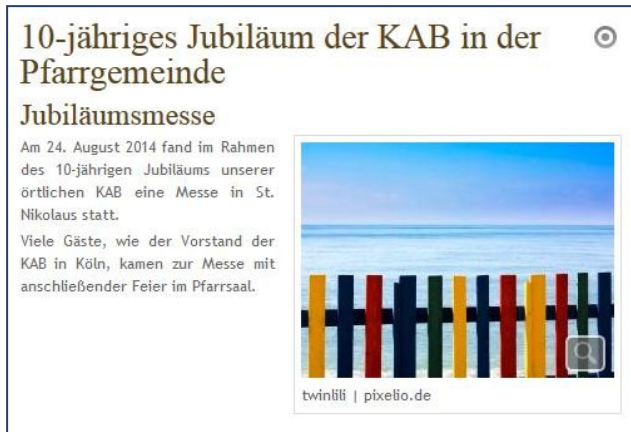 10-jähriges Jubiläum der KAB in der
Pfarrgemeinde
Jubiläumsmesse
Am 24. August 2014 fand im Rahmen
des 10-jährigen Jubiläums unserer
örtlichen KAB eine Messe in St.
Nikolaus statt.
Viele Gäste, wie der Vorstand der
KAB in Köln, kamen zur Messe mit
anschließender Feier im Pfarrsaal.
twinlili | pixelio.de